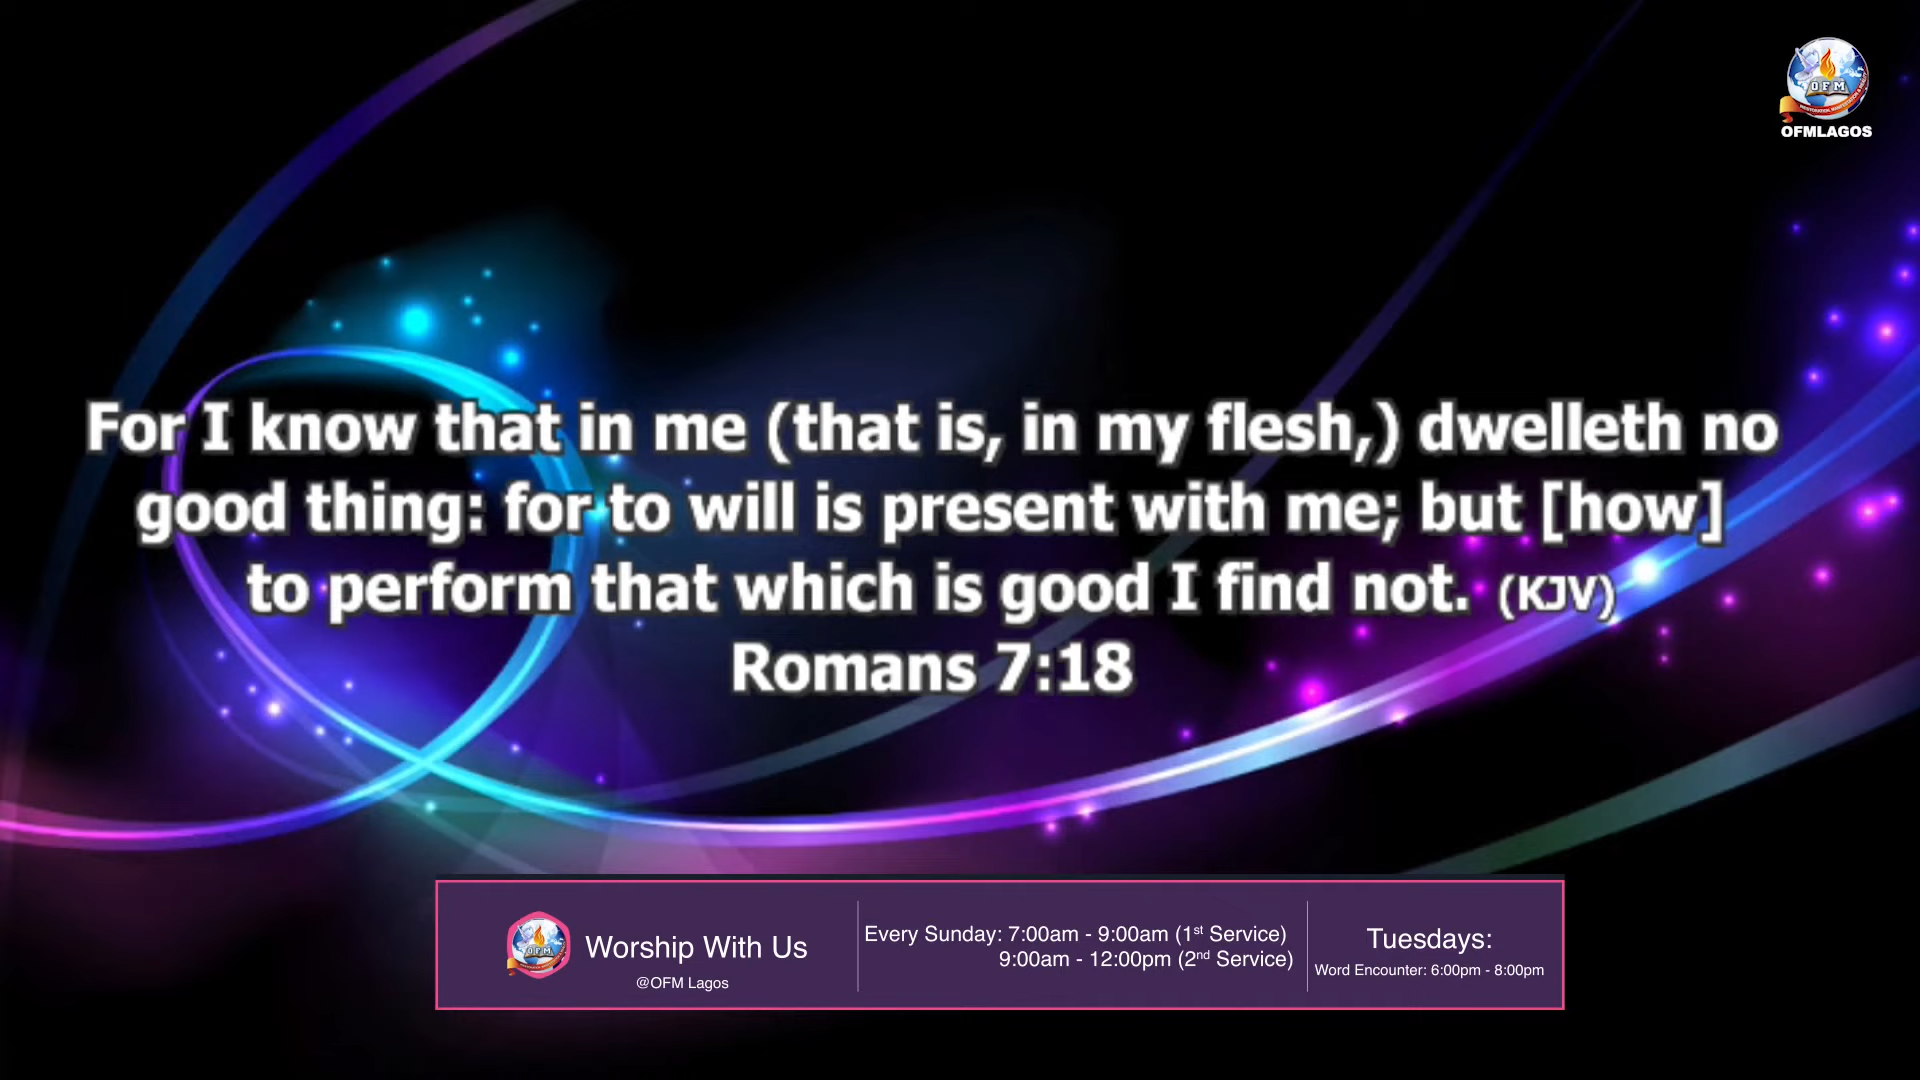 OFM
OFMLAGOS
For I know that in me (that is, in my flesh,) dwelleth no
good thing: for to will is present with me; but [how]
to perform that which is good I find not. (KJV)
Romans 7:18
OFM
Worship With Us
@OFM Lagos
Every Sunday: 7:00am - 9:00am (1st Service)
9:00am - 12:00pm (2nd Service)
Tuesdays:
Word Encounter: 6:00pm - 8:00pm